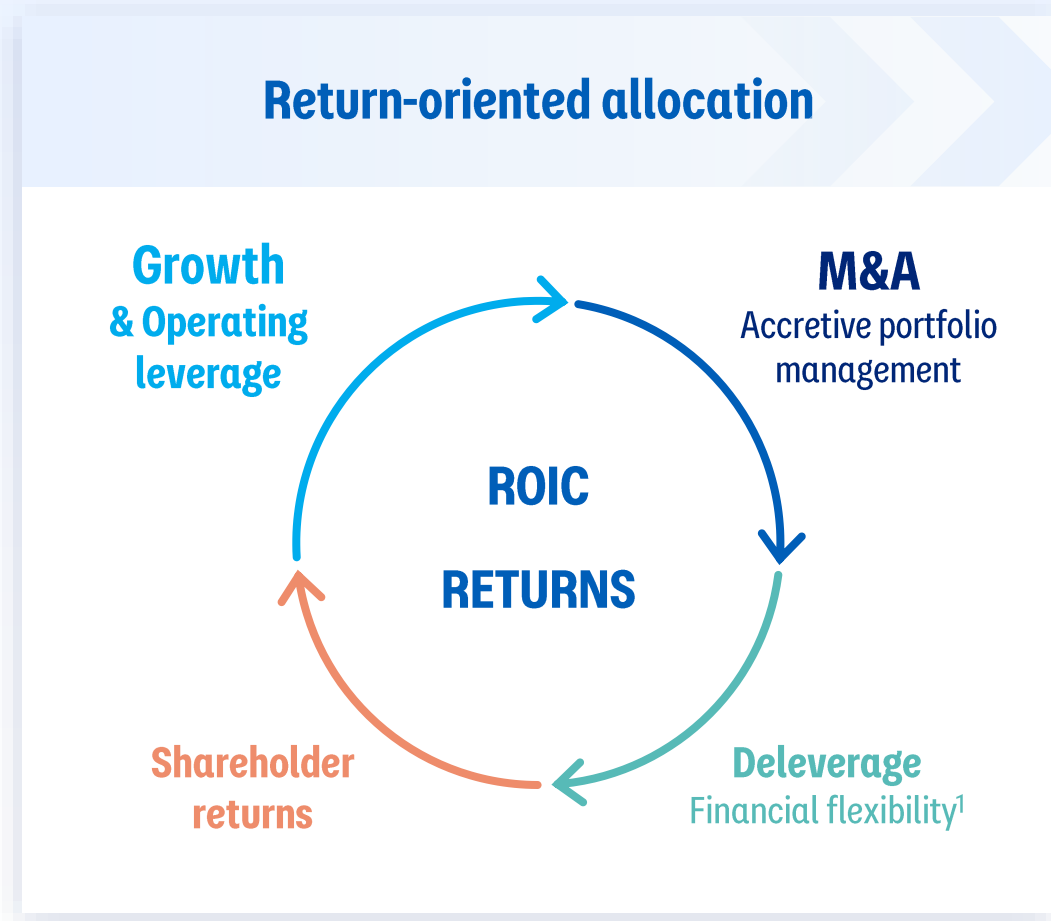 Return-oriented allocation
Growth
& Operating
leverage
M&A
Accretive portfolio
management
ROIC
RETURNS
Shareholder
returns
Deleverage
Financial flexibility¹